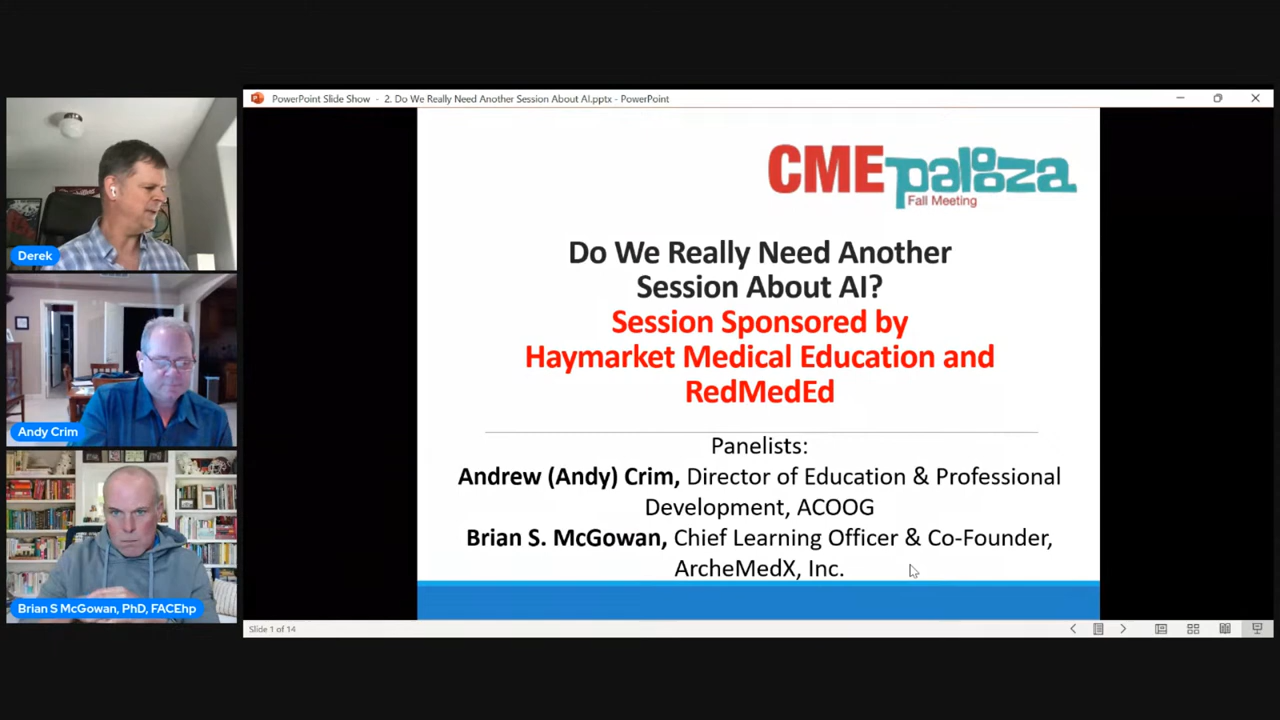 PowerPoint Slide Show - 2. Do We Really Need Another Session About AI.pptx - PowerPoint
Derek
Andy Crim
Brian S McGowan, PhD, FACEhp
CMEpalooza
Fall Meeting
Do We Really Need Another
Session About AI?
Session Sponsored by
Haymarket Medical Education and
RedMedEd
Panelists:
Andrew (Andy) Crim, Director of Education & Professional
Development, ACOOG
Brian S. McGowan, Chief Learning Officer & Co-Founder,
ArcheMedX, Inc.
Slide 1 of 14